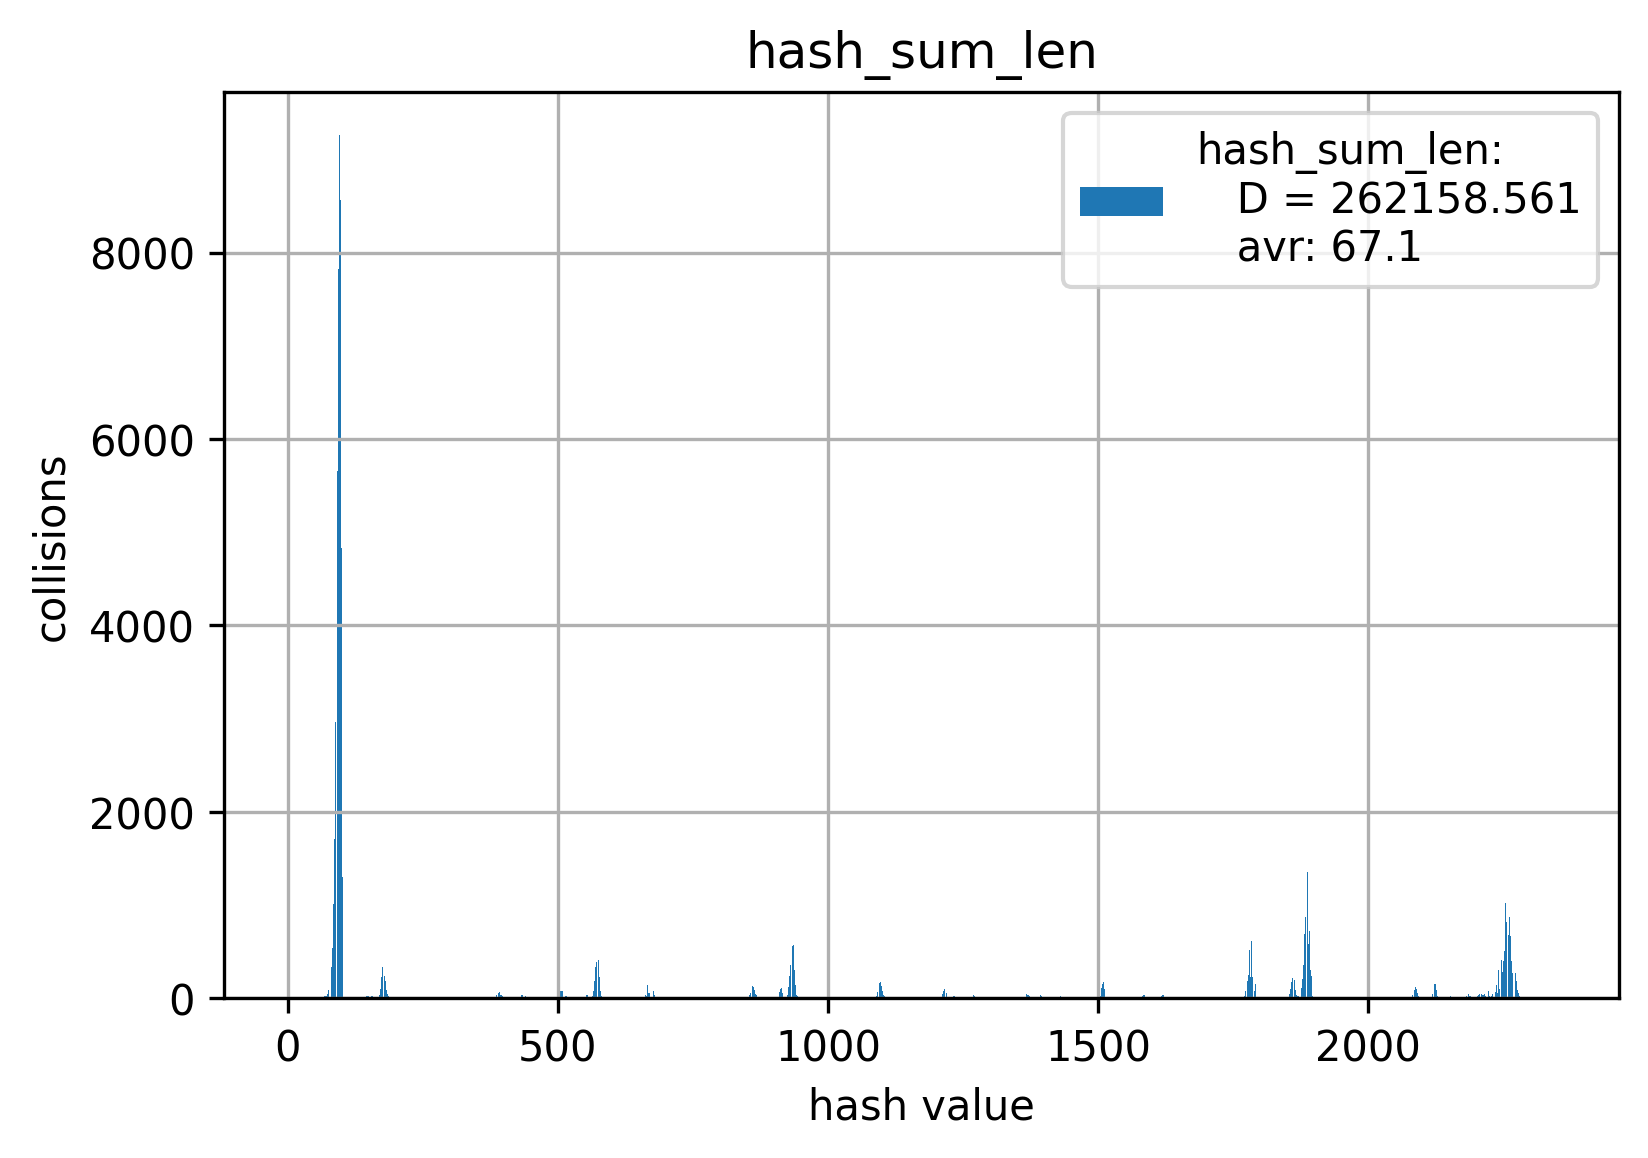 hash_sum_len
hash_sum_len:
D = 262158.561
avr: 67.1
collisions
8000
6000
4000
2000
0
0 500 1000 1500 2000
hash value